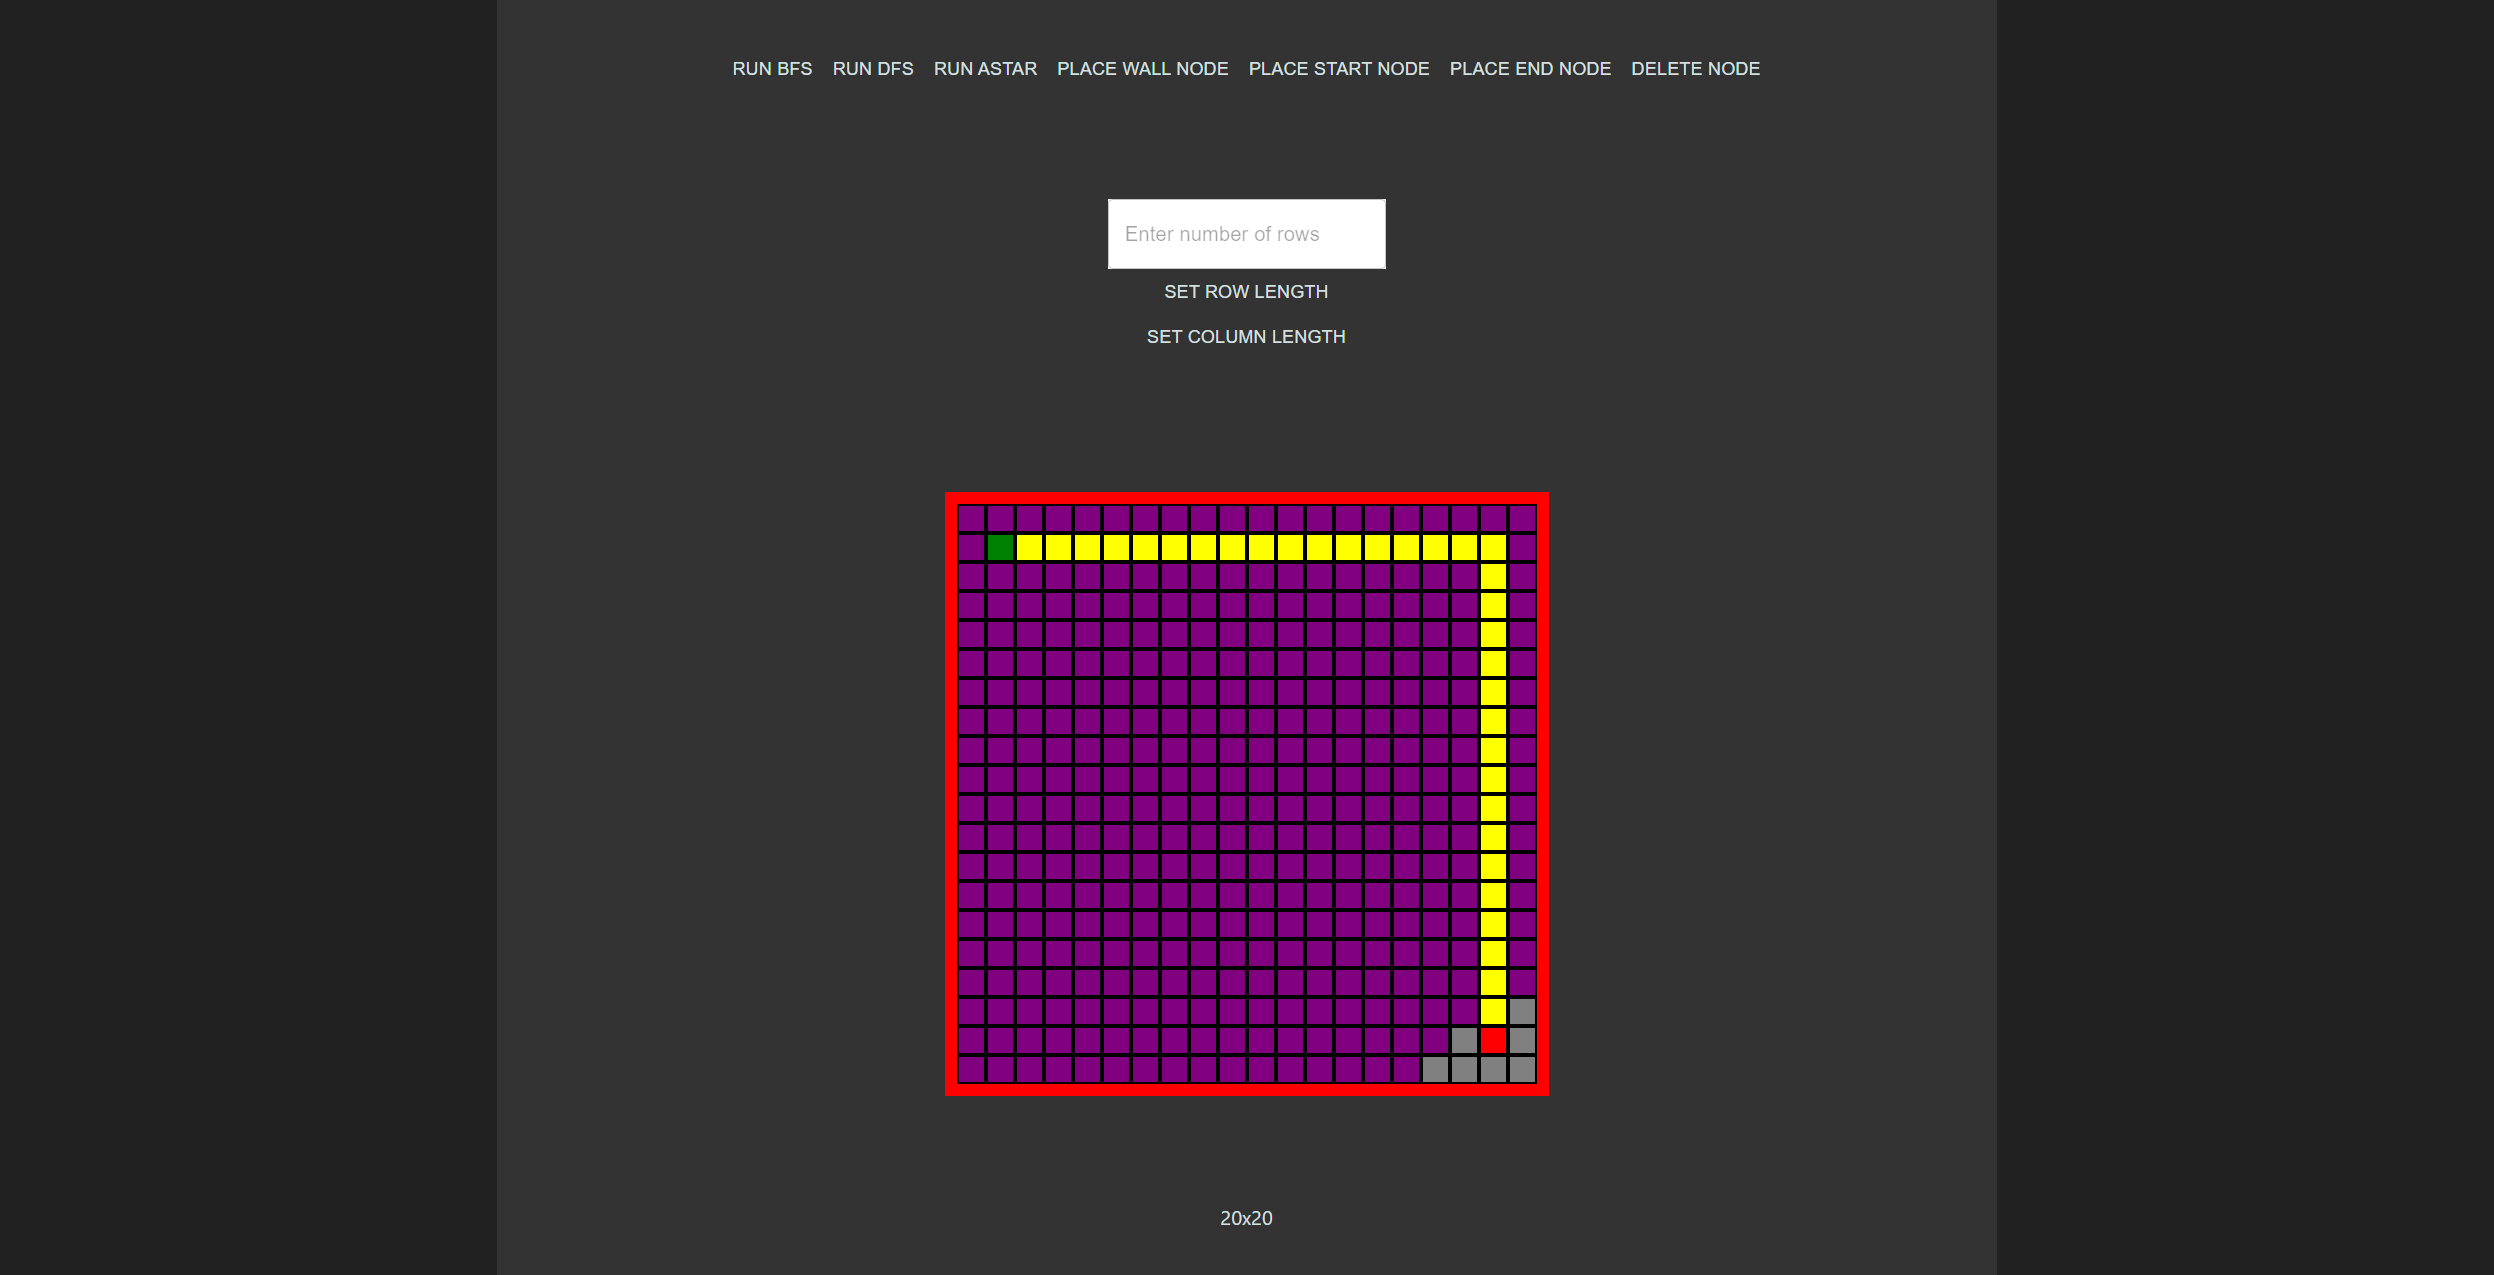 RUN BFS RUN DFS RUN ASTAR PLACE WALL NODE PLACE START NODE PLACE END NODE DELETE NODE
Enter number of rows
SET ROW LENGTH
SET COLUMN LENGTH
20x20